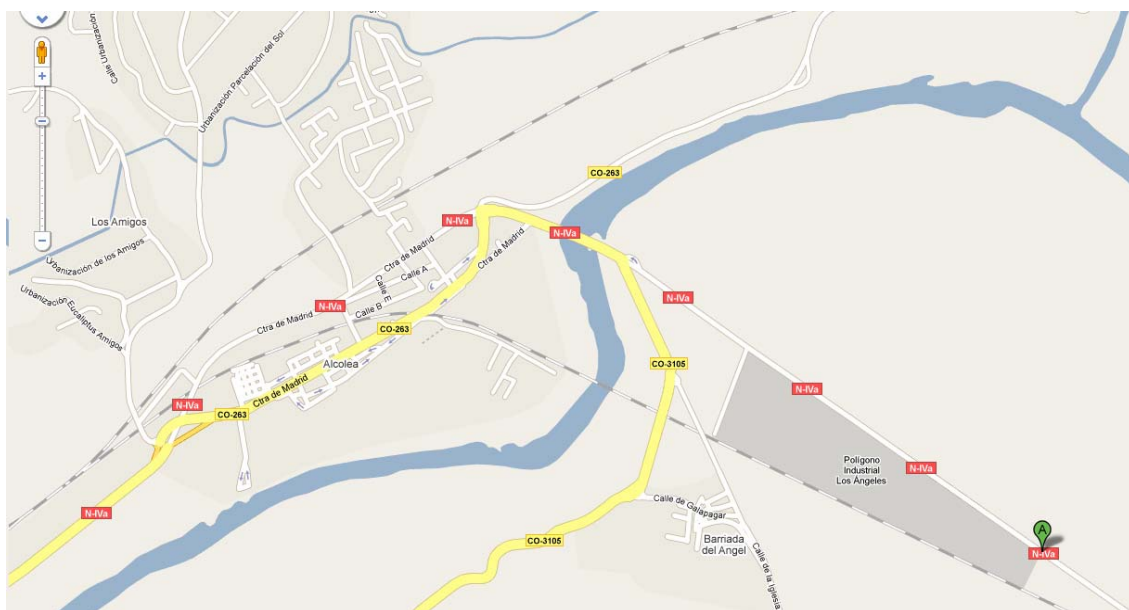 Calle Urbanización
Urbanización Parcelación del Sol
CO-263
Los Amigos
N-IVa
N-IVa
Ctra de Madrid
Ctra de Madrid
Urbanización de los Amigos
Calle A
Calle E
Urbanización Eucaliptus Amigos
N-IVa
N-IVa
Calle B
Ctra de Madrid
CO-263
Alcolea
CO-3105
Ctra de Madrid
N-IVa
N-IVa
CO-263
Polígono
Industrial
Los Ángeles
N-IVa
Calle de Galapagar
N-IVa
CO-3105
Barriada
del Angel
Calle de la Iglesia
A
N-IVa